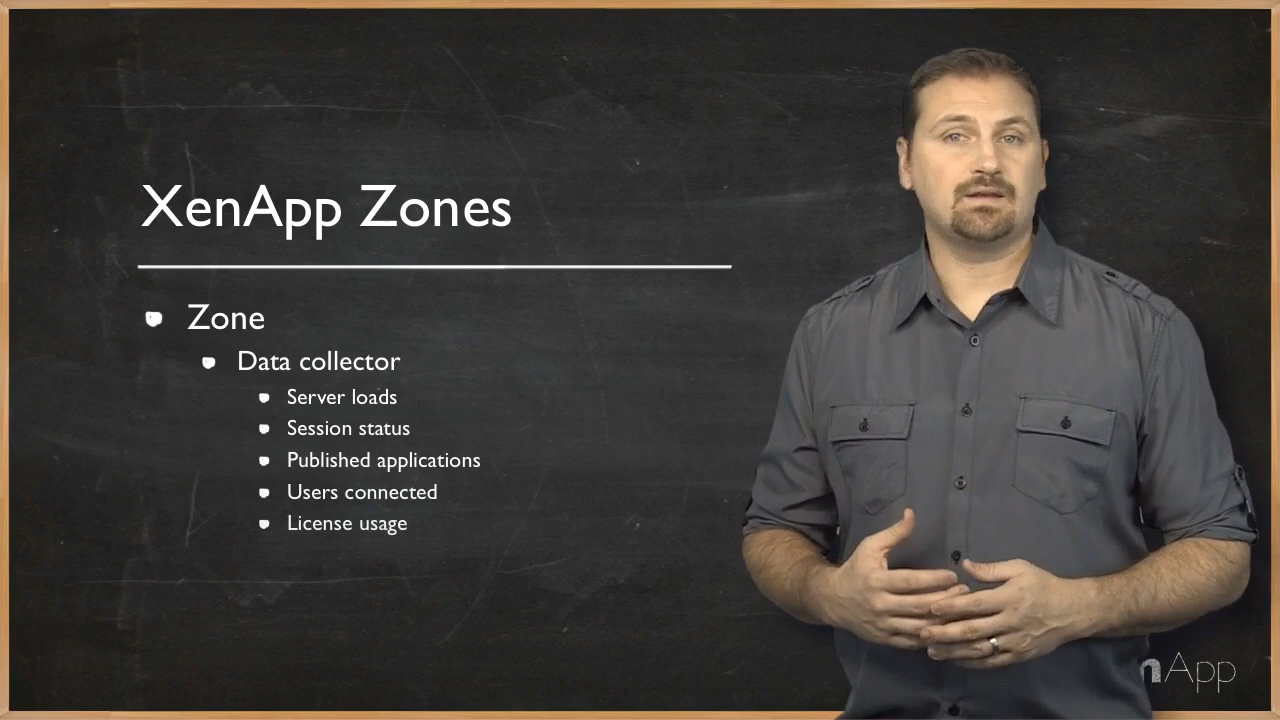 XenApp Zones
Zone
Data collector
Server loads
Session status
Published applications
Users connected
License usage
nApp